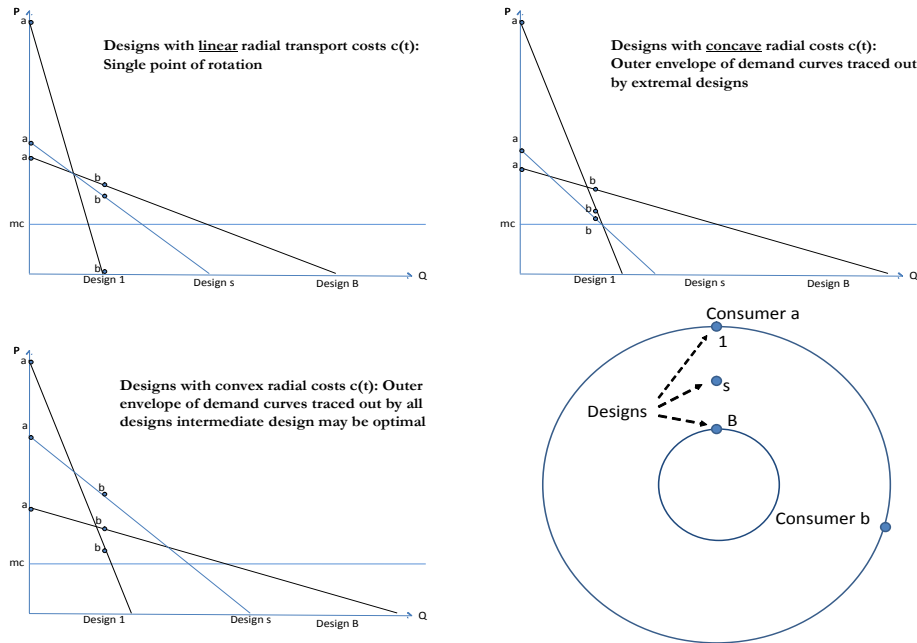 P
a
Designs with linear radial transport costs c(t):
Single point of rotation
a
a
b
b
mc
b
Design 1
Design s
Design B
Q
P
a
Designs with concave radial costs c(t):
Outer envelope of demand curves traced out
by extremal designs
a
a
b
b
b
mc
Design 1
Design s
Design B
Q
P
a
Designs with convex radial costs c(t): Outer
envelope of demand curves traced out by all
designs intermediate design may be optimal
a
b
a
b
b
mc
Design 1
Design s
Design B
Q
Consumer a
1
s
Designs
B
Consumer b